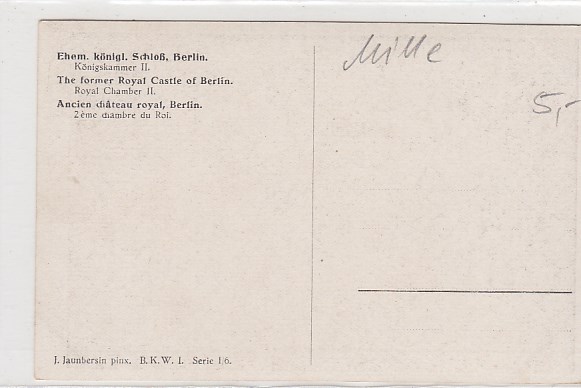 Ehem. königl. Schloß, Berlin.
Königskammer II.
The former Royal Castle of Berlin.
Royal Chamber II.
Ancien château royal, Berlin.
2ème chambre du Roi.
Mitte
5,-
J. Jaunbersin pinx. B.K.W. I. Serie 1/6.